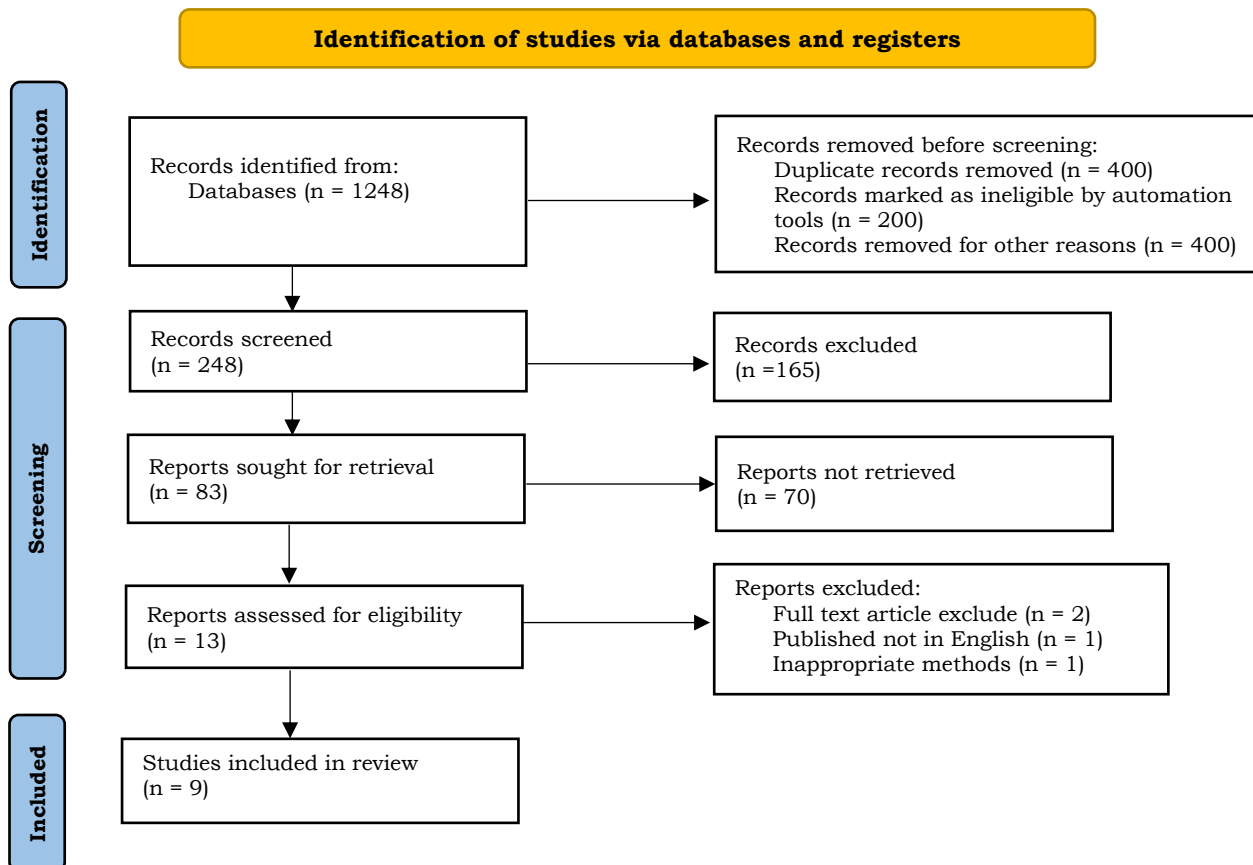 Identification of studies via databases and registers
Identification
Records identified from:
Databases (n = 1248)
Records removed before screening:
Duplicate records removed (n = 400)
Records marked as ineligible by automation
tools (n = 200)
Records removed for other reasons (n = 400)
Screening
Records screened
(n = 248)
Records excluded
(n =165)
Reports sought for retrieval
(n = 83)
Reports not retrieved
(n = 70)
Reports assessed for eligibility
(n = 13)
Reports excluded:
Full text article exclude (n = 2)
Published not in English (n = 1)
Inappropriate methods (n = 1)
Included
Studies included in review
(n = 9)